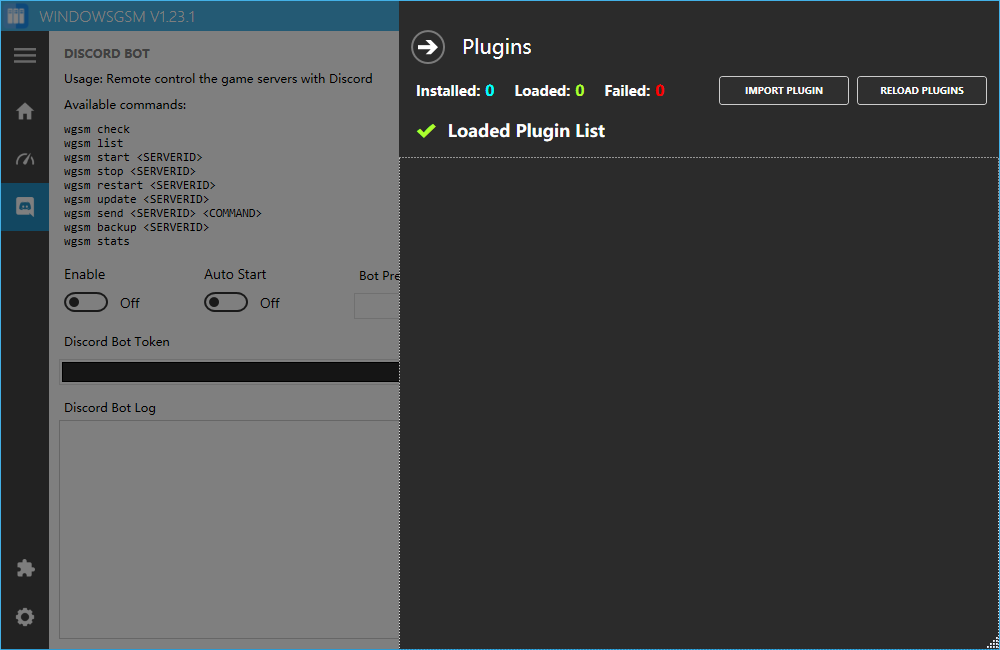 WINDOWSGSM V1.23.1
DISCORD BOT
Usage: Remote control the game servers with Discord
Available commands:
wgsm check
wgsm list
wgsm start <SERVERID>
wgsm stop <SERVERID>
wgsm restart <SERVERID>
wgsm update <SERVERID>
wgsm send <SERVERID> <COMMAND>
wgsm backup <SERVERID>
wgsm stats
Enable
Auto Start
Bot Pre
Off
Off
Discord Bot Token
Discord Bot Log
Plugins
Installed: 0 Loaded: 0 Failed: 0
IMPORT PLUGIN
RELOAD PLUGINS
Loaded Plugin List